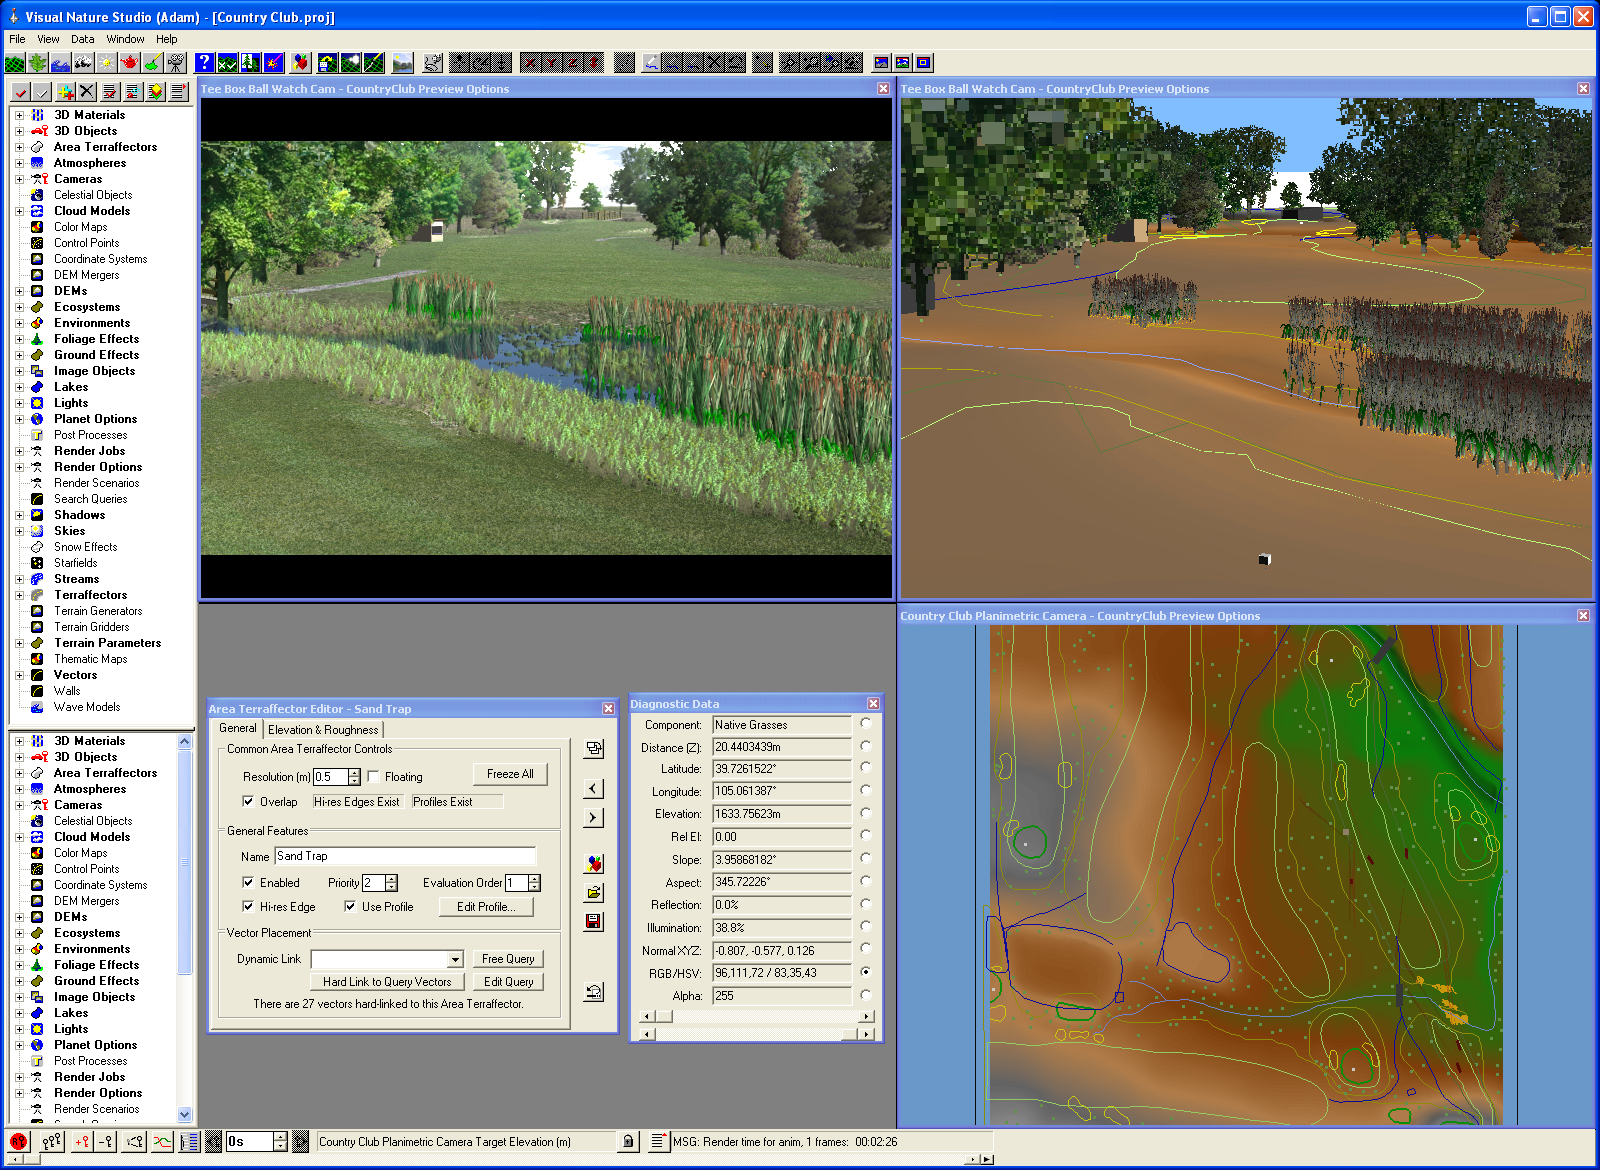 Visual Nature Studio (Adam) - [Country Club.proj]
File View Data Window Help
3D Materials
3D Objects
Area Terraffectors
Atmospheres
Cameras
Celestial Objects
Cloud Models
Color Maps
Control Points
Coordinate Systems
DEM Mergers
DEMs
Ecosystems
Environments
Foliage Effects
Ground Effects
Image Objects
Lakes
Lights
Planet Options
Post Processes
Render Jobs
Render Options
Render Scenarios
Search Queries
Shadows
Skies
Snow Effects
Starfields
Streams
Terraffectors
Terrain Generators
Terrain Gridders
Terrain Parameters
Thematic Maps
Vectors
Walls
Wave Models
3D Materials
3D Objects
Area Terraffectors
Atmospheres
Cameras
Celestial Objects
Cloud Models
Color Maps
Control Points
Coordinate Systems
DEM Mergers
DEMs
Ecosystems
Environments
Foliage Effects
Ground Effects
Image Objects
Lakes
Lights
Planet Options
Post Processes
Render Jobs
Render Options
Render Scenarios
Tee Box Ball Watch Cam - CountryClub Preview Options
Tee Box Ball Watch Cam - CountryClub Preview Options
Country Club Planimetric Camera - CountryClub Preview Options
Area Terraffector Editor - Sand Trap
General Elevation & Roughness
Common Area Terraffector Controls
Resolution (m) 0.5 Floating Freeze All
Overlap Hi-res Edges Exist Profiles Exist
General Features
Name Sand Trap
Enabled Priority 2 Evaluation Order 1
Hi-res Edge Use Profile Edit Profile...
Vector Placement
Dynamic Link Free Query
Hard Link to Query Vectors Edit Query
There are 27 vectors hard-linked to this Area Terraffector.
Diagnostic Data
Component: Native Grasses
Distance (Z): 20.4403439m
Latitude: 39.7261522°
Longitude: 105.061387°
Elevation: 1633.75623m
Rel El: 0.00
Slope: 3.95868182°
Aspect: 345.72226°
Reflection: 0.0%
Illumination: 38.8%
Normal XYZ: -0.807, -0.577, 0.126
RGB/HSV: 96,111,72 / 83,35,43
Alpha: 255
0s Country Club Planimetric Camera Target Elevation (m) MSG: Render time for anim, 1 frames: 00:02:26